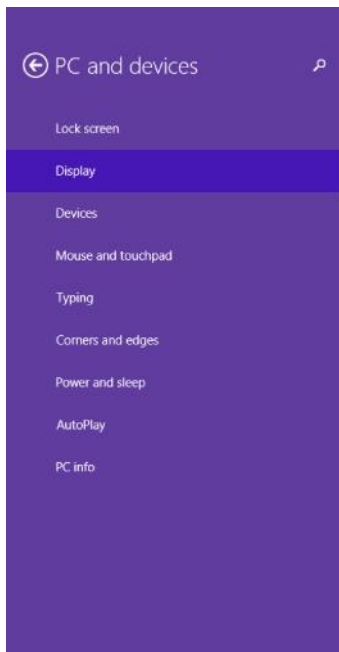 PC and devices
Lock screen
Display
Devices
Mouse and touchpad
Typing
Corners and edges
Power and sleep
AutoPlay
PC info